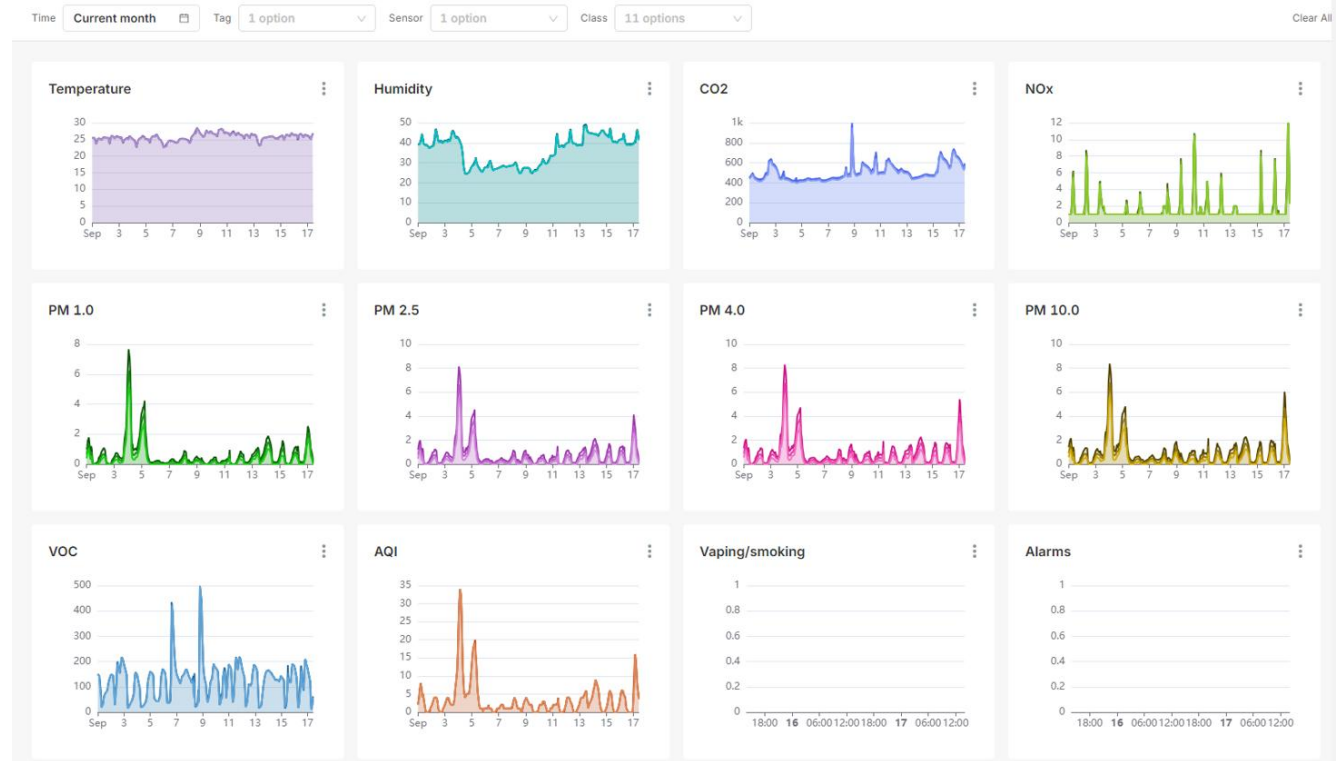 Time Current month Tag 1 option Sensor 1 option Class 11 options Clear All
Temperature
30
25
20
15
10
5
0
Sep 3 5 7 9 11 13 15 17
Humidity
50
40
30
20
10
0
Sep 3 5 7 9 11 13 15 17
CO2
1k
800
600
400
200
0
Sep 3 5 7 9 11 13 15 17
NOx
12
10
8
6
4
2
0
Sep 3 5 7 9 11 13 15 17
PM 1.0
8
6
4
2
0
Sep 3 5 7 9 11 13 15 17
PM 2.5
10
8
6
4
2
0
Sep 3 5 7 9 11 13 15 17
PM 4.0
10
8
6
4
2
0
Sep 3 5 7 9 11 13 15 17
PM 10.0
10
8
6
4
2
0
Sep 3 5 7 9 11 13 15 17
VOC
500
400
300
200
100
0
Sep 3 5 7 9 11 13 15 17
AQI
35
30
25
20
15
10
5
0
Sep 3 5 7 9 11 13 15 17
Vaping/smoking
1
0.8
0.6
0.4
0.2
0
18:00 16 06:00 12:00 18:00 17 06:00 12:00
Alarms
1
0.8
0.6
0.4
0.2
0
18:00 16 06:00 12:00 18:00 17 06:00 12:00